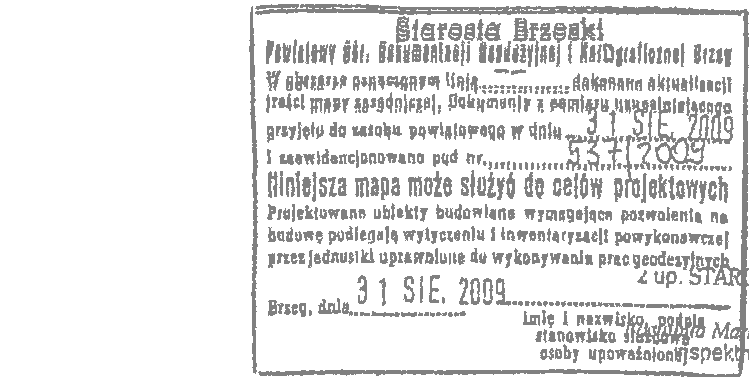 Starosta Brzeski
Powiatowy Ośr. Dokumentacji Geodezyjnej i Kartograficznej Brzeg
W obszarze oznaczonym linią ............ dokonano aktualizacji
treści mapy zasadniczej. Dokumenty z pomiaru uzupełniającego
przyjęto do zasobu powiatowego w dniu 31 SIE. 2009
i zaewidencjonowano pod nr. 537/2009
Niniejsza mapa może służyć do celów projektowych
Projektowane obiekty budowlane wymagające pozwolenia na
budowę podlegają wytyczeniu i inwentaryzacji powykonawczej
przez jednostki uprawnione do wykonywania prac geodezyjnych
z up. STAR
Brzeg, dnia 31 SIE. 2009
imię i nazwisko, podpis
stanowisko służbowe Mar
osoby upoważnionej inspekt